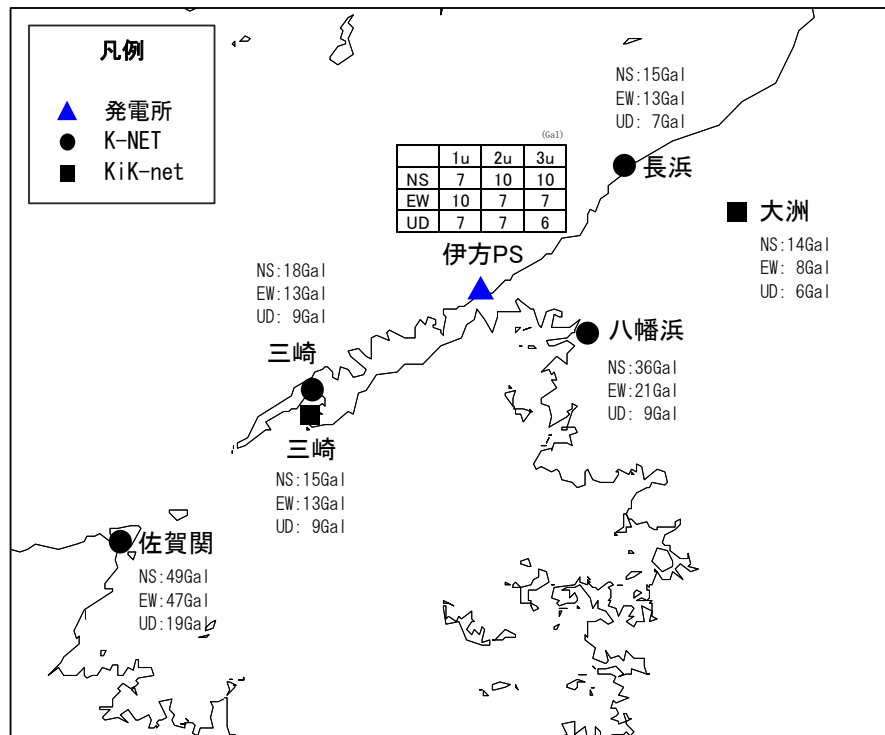 凡例
発電所
K-NET
KiK-net
NS:15Gal
EW:13Gal
UD: 7Gal
長浜
(Gal)
1u 2u 3u
NS 7 10 10
EW 10 7 7
UD 7 7 6
伊方PS
大洲
NS:14Gal
EW: 8Gal
UD: 6Gal
NS:18Gal
EW:13Gal
UD: 9Gal
三崎
八幡浜
NS:36Gal
EW:21Gal
UD: 9Gal
三崎
NS:15Gal
EW:13Gal
UD: 9Gal
佐賀関
NS:49Gal
EW:47Gal
UD:19Gal